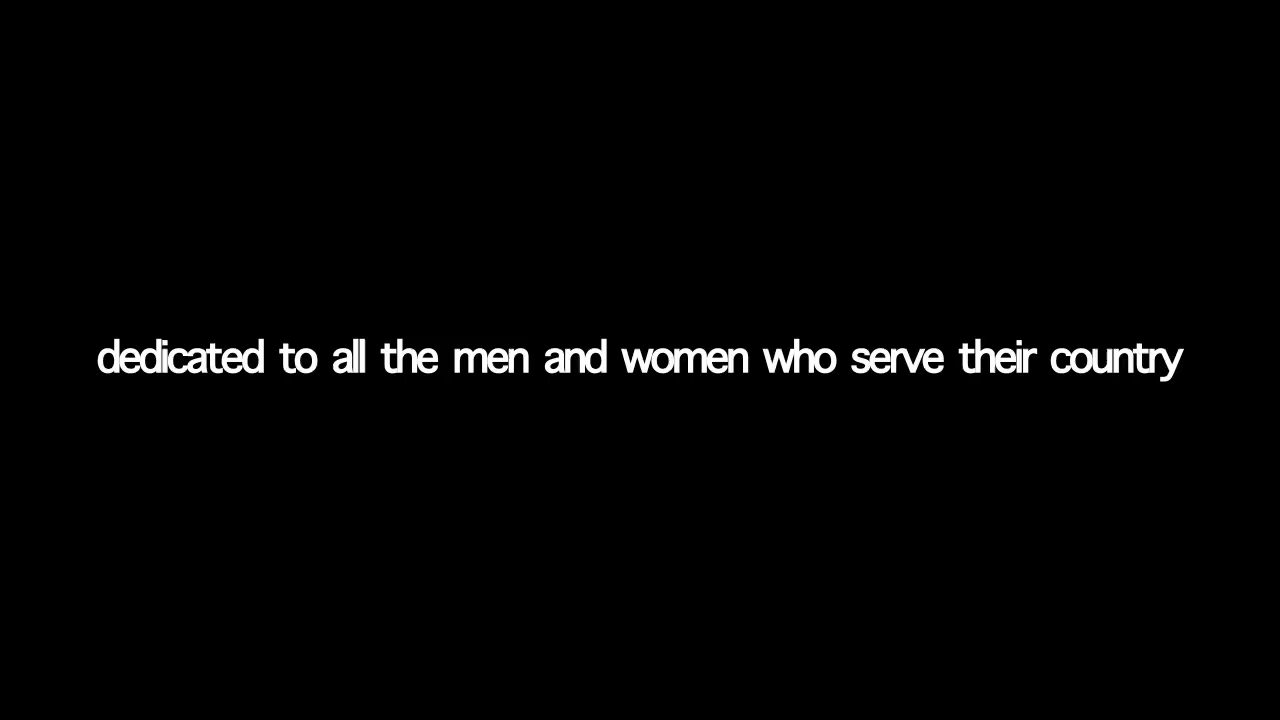 dedicated to all the men and women who serve their country